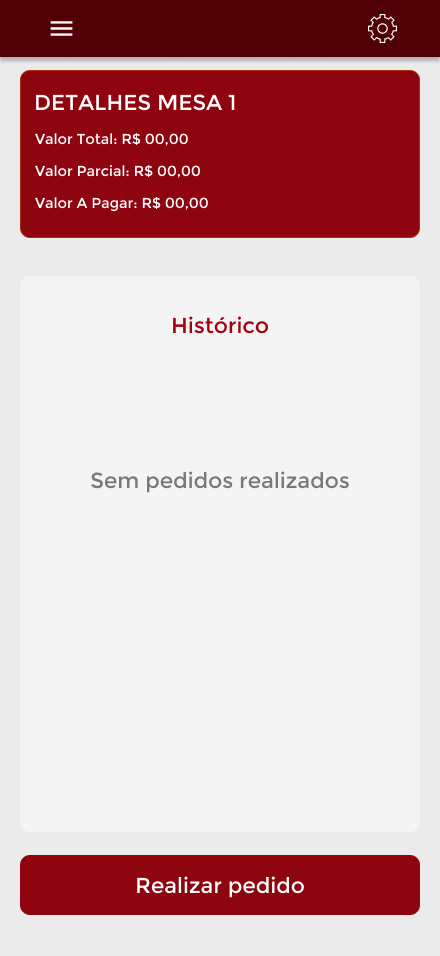 DETALHES MESA 1
Valor Total: R$ 00,00
Valor Parcial: R$ 00,00
Valor A Pagar: R$ 00,00
Histórico
Sem pedidos realizados
Realizar pedido